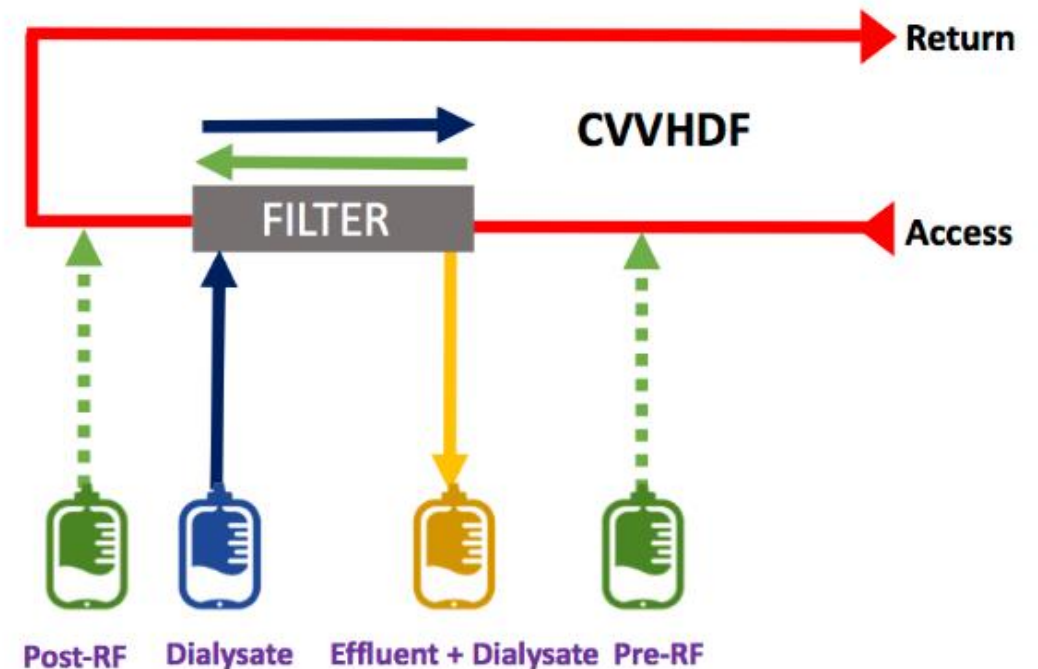 Return
CVVHDF
FILTER
Access
Post-RF
Dialysate
Effluent + Dialysate
Pre-RF